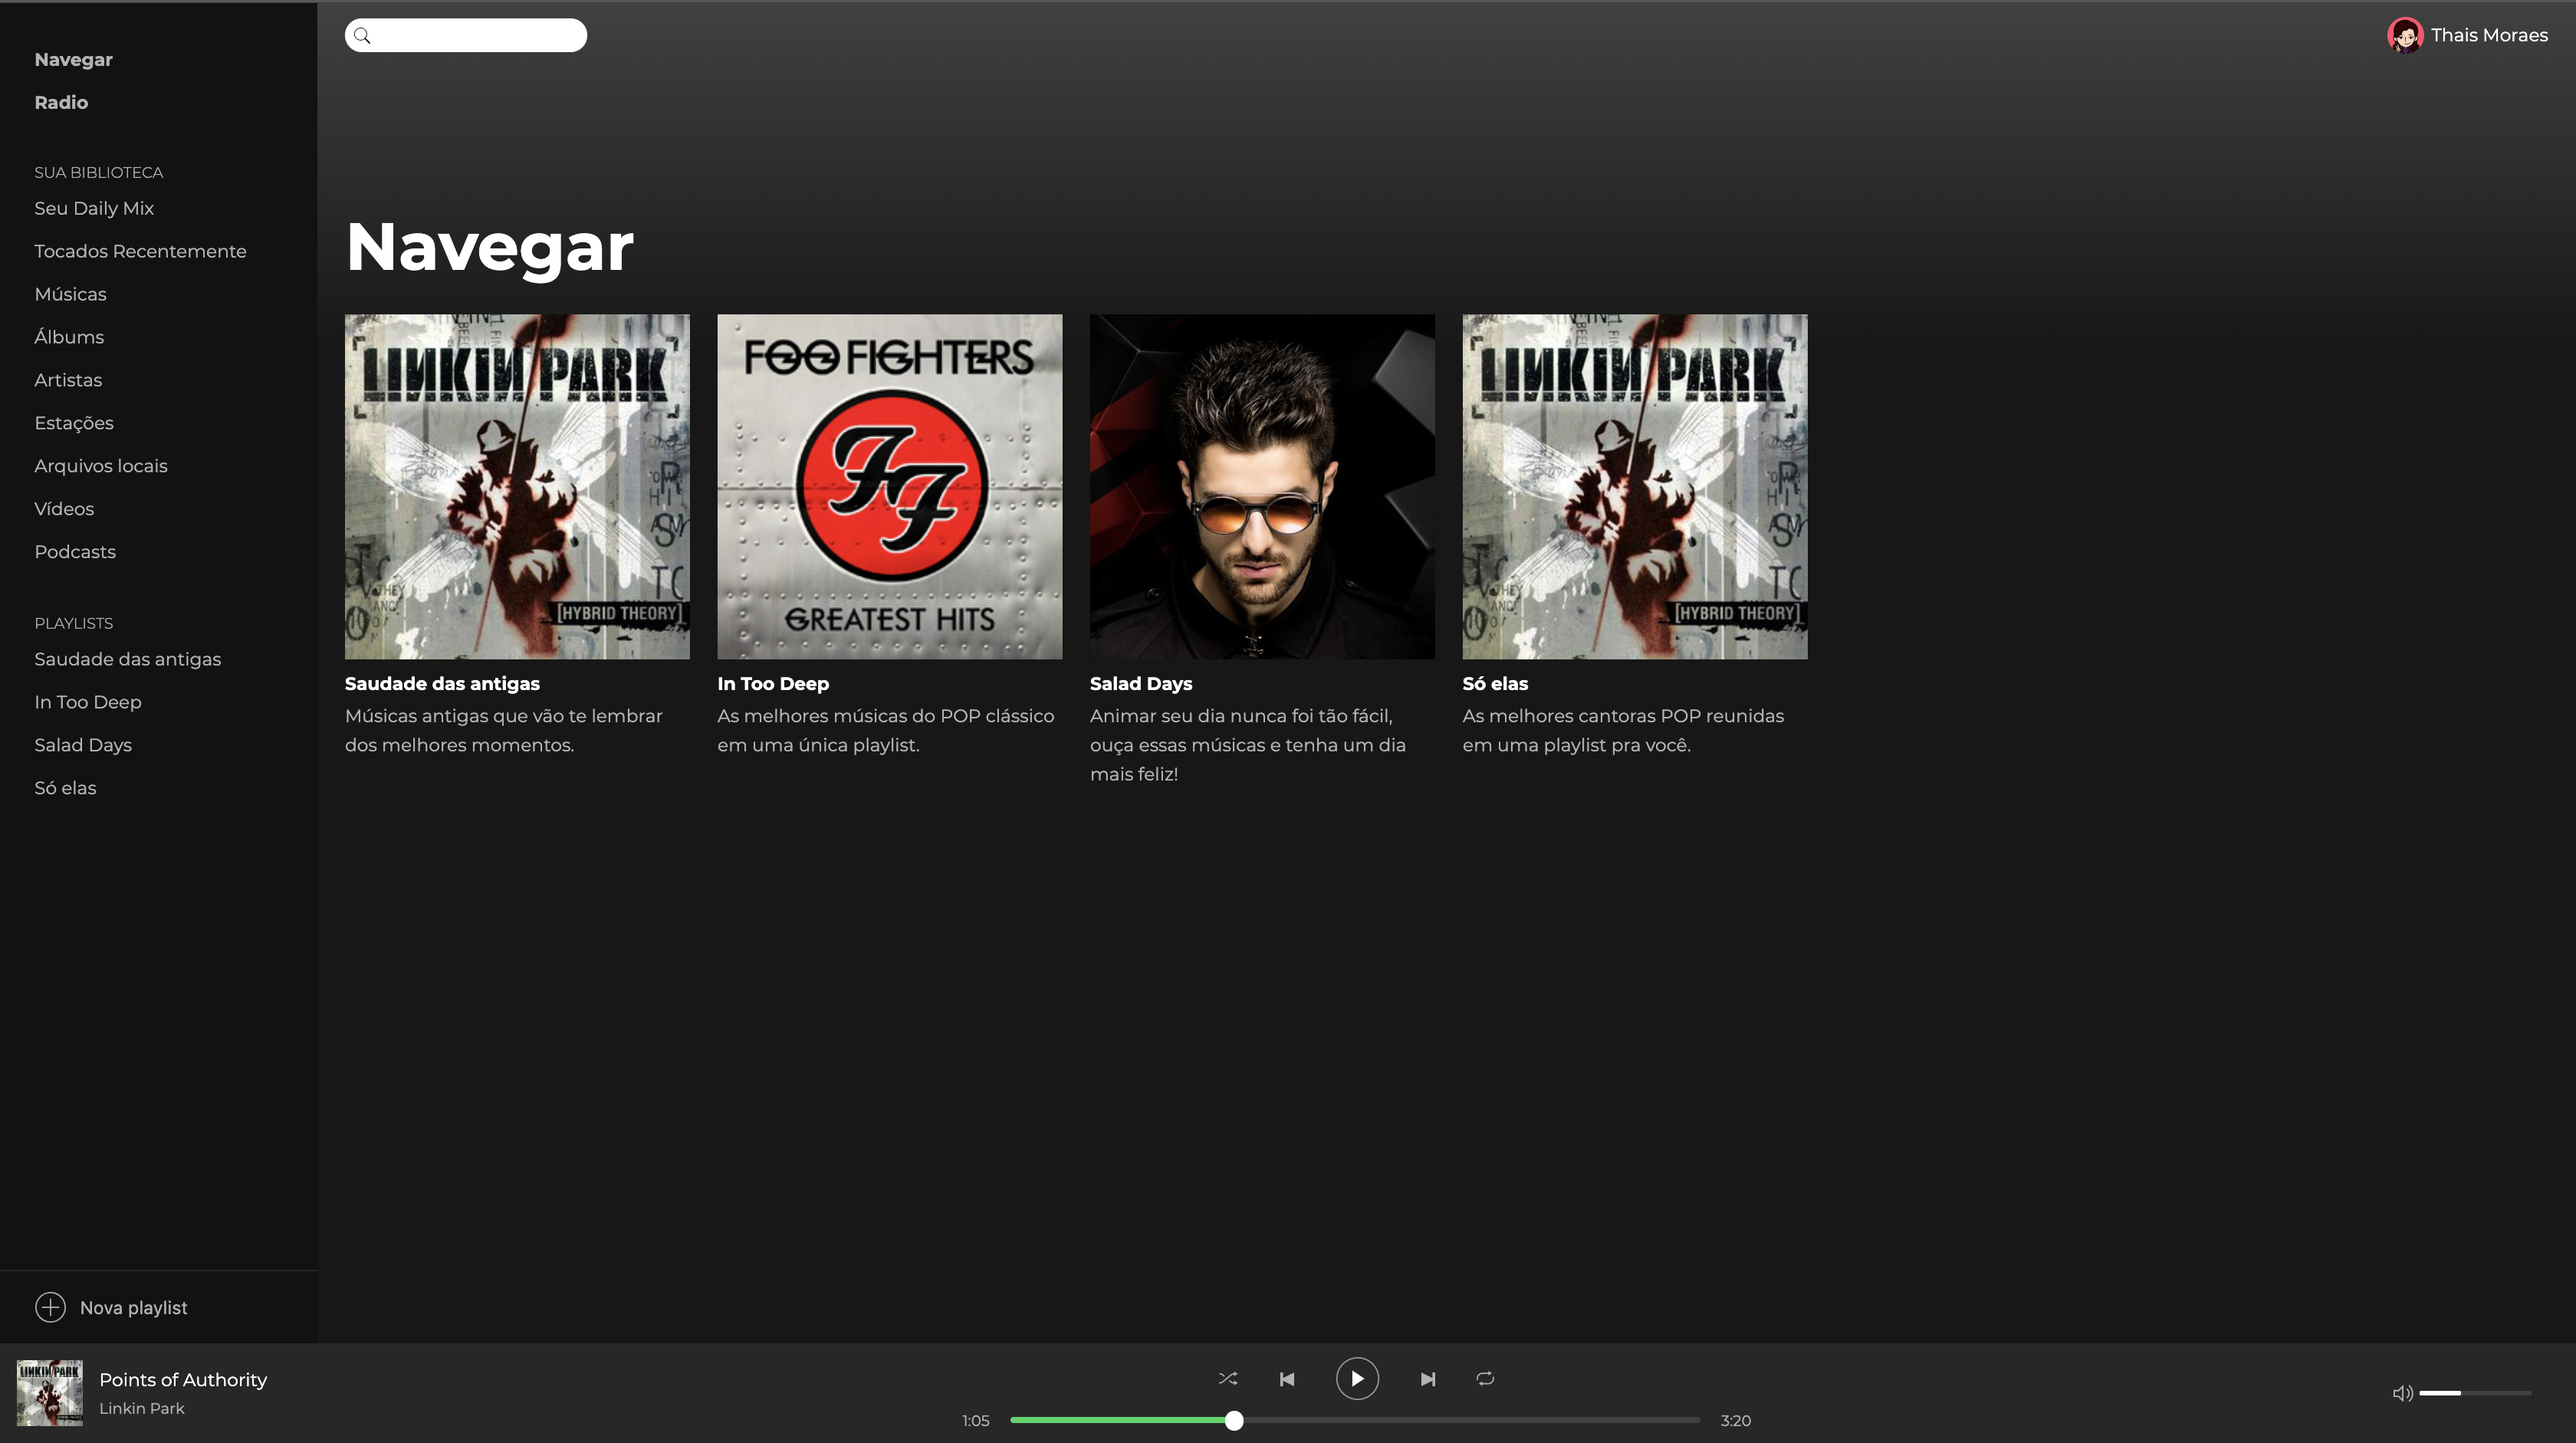 Navegar
Radio
SUA BIBLIOTECA
Seu Daily Mix
Tocados Recentemente
Músicas
Álbums
Artistas
Estações
Arquivos locais
Vídeos
Podcasts
PLAYLISTS
Saudade das antigas
In Too Deep
Salad Days
Só elas
Nova playlist
Thais Moraes
Navegar
LINKIN PARK
[HYBRID THEORY]
Saudade das antigas
Músicas antigas que vão te lembrar
dos melhores momentos.
FOO FIGHTERS
FF
GREATEST HITS
In Too Deep
As melhores músicas do POP clássico
em uma única playlist.
Salad Days
Animar seu dia nunca foi tão fácil,
ouça essas músicas e tenha um dia
mais feliz!
LINKIN PARK
[HYBRID THEORY]
Só elas
As melhores cantoras POP reunidas
em uma playlist pra você.
LINKIN PARK
Points of Authority
Linkin Park
1:05
3:20